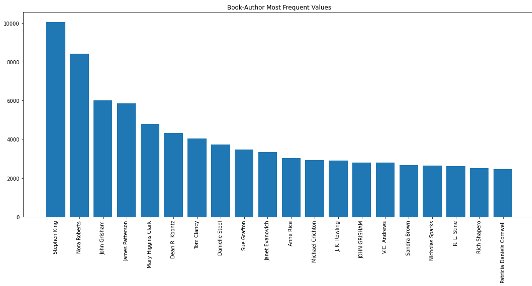 Book-Author Most Frequent Values
10000
8000
6000
4000
2000
0
Stephen King
Nora Roberts
John Grisham
James Patterson
Mary Higgins Clark
Dean R. Koontz
Tom Clancy
Danielle Steel
Sue Grafton
Janet Evanovich
Anne Rice
Michael Crichton
J. K. Rowling
JOHN GRISHAM
V.C. Andrews
Sandra Brown
Nicholas Sparks
R. L. Stine
Rich Shapero
Patricia Daniels Cornwell